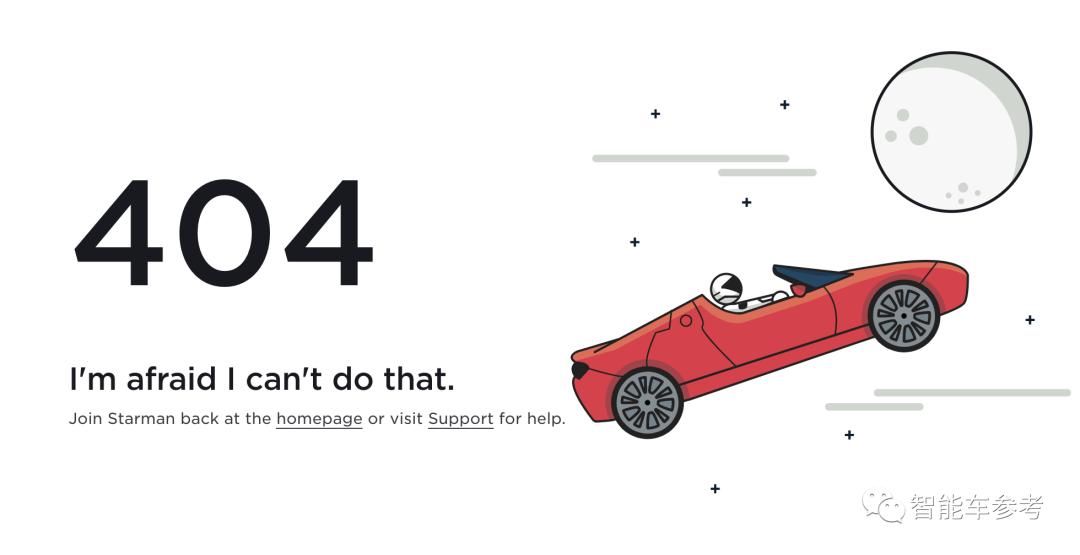 404
I'm afraid I can't do that.
Join Starman back at the homepage or visit Support for help.
智能车参考